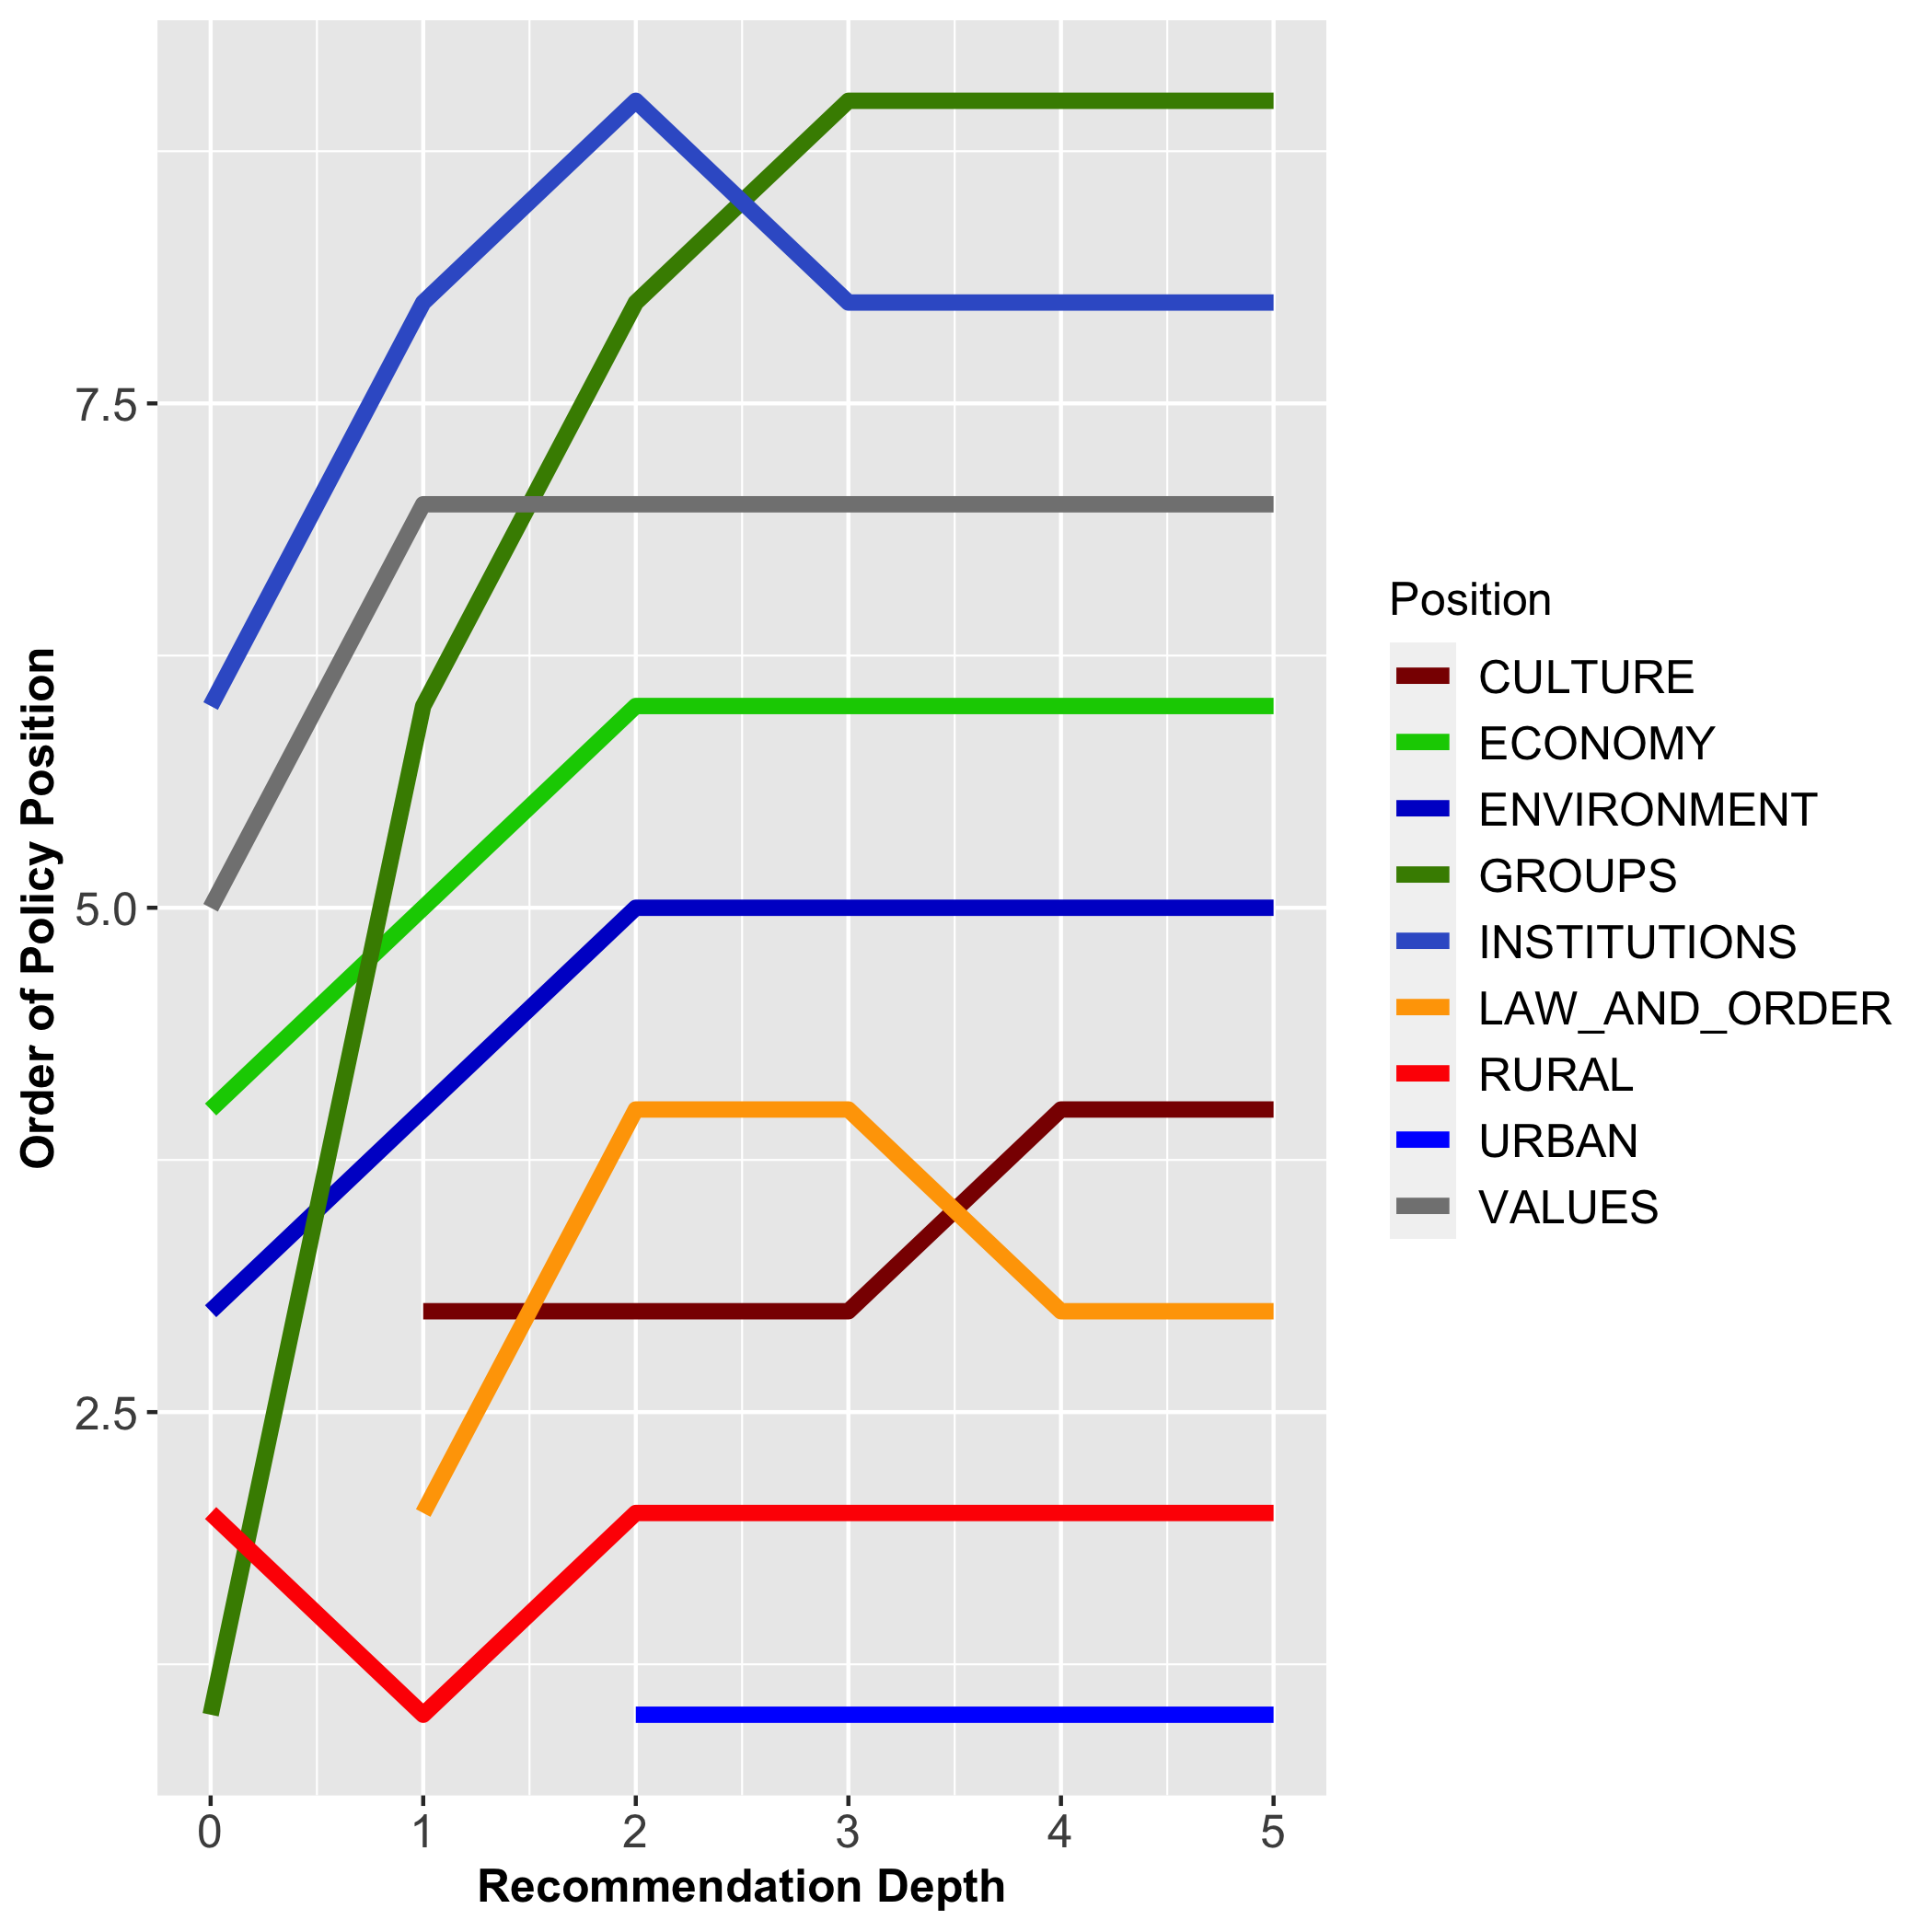 Order of Policy Position
7.5
5.0
2.5
0 1 2 3 4 5
Recommendation Depth
Position
CULTURE
ECONOMY
ENVIRONMENT
GROUPS
INSTITUTIONS
LAW_AND_ORDER
RURAL
URBAN
VALUES